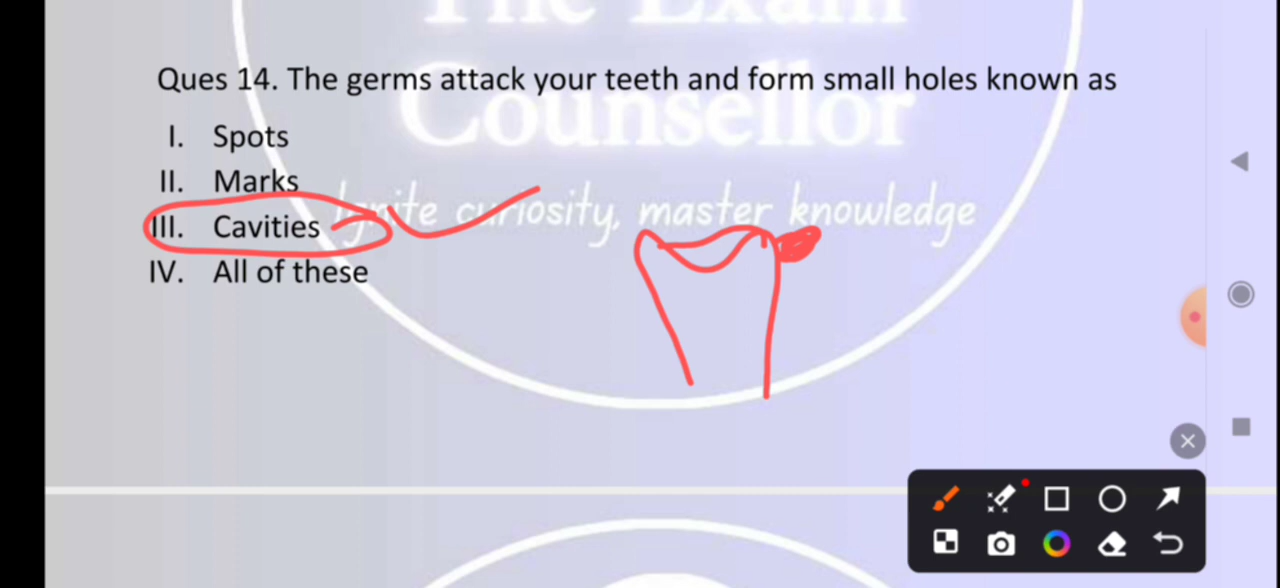 The Exam
Counsellor
Ignite curiosity, master knowledge
Ques 14. The germs attack your teeth and form small holes known as
I. Spots
II. Marks
III. Cavities
IV. All of these